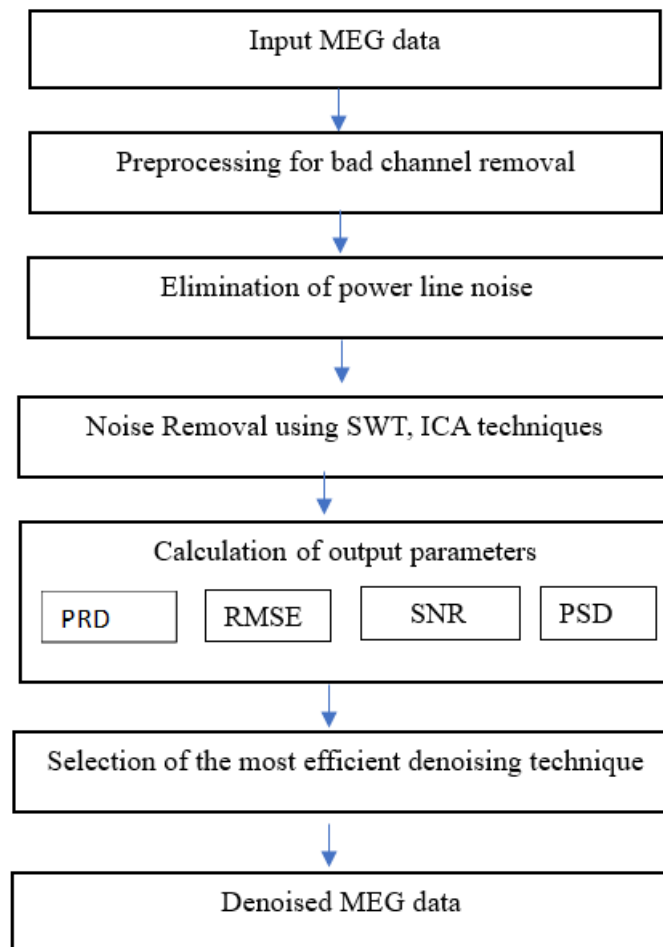 Input MEG data
Preprocessing for bad channel removal
Elimination of power line noise
Noise Removal using SWT, ICA techniques
Calculation of output parameters
PRD RMSE SNR PSD
Selection of the most efficient denoising technique
Denoised MEG data